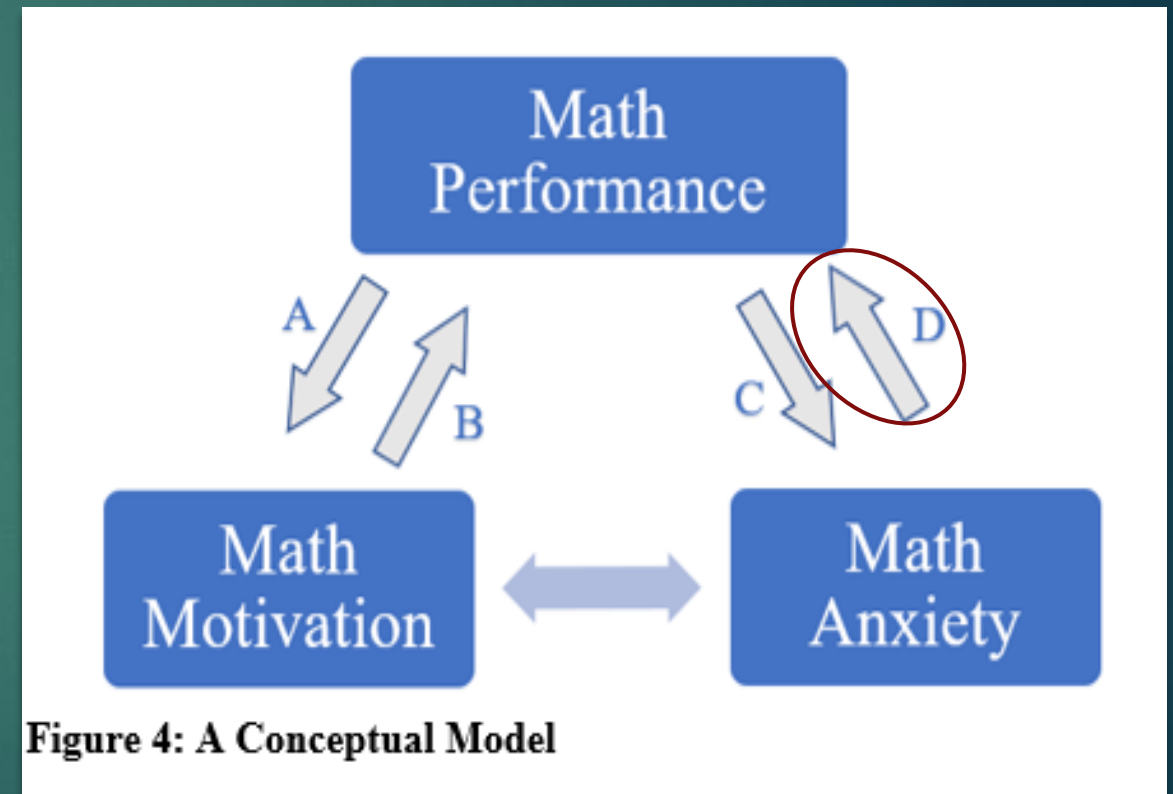 Math
Performance
A
B
C
D
Math
Motivation
Math
Anxiety
Figure 4: A Conceptual Model